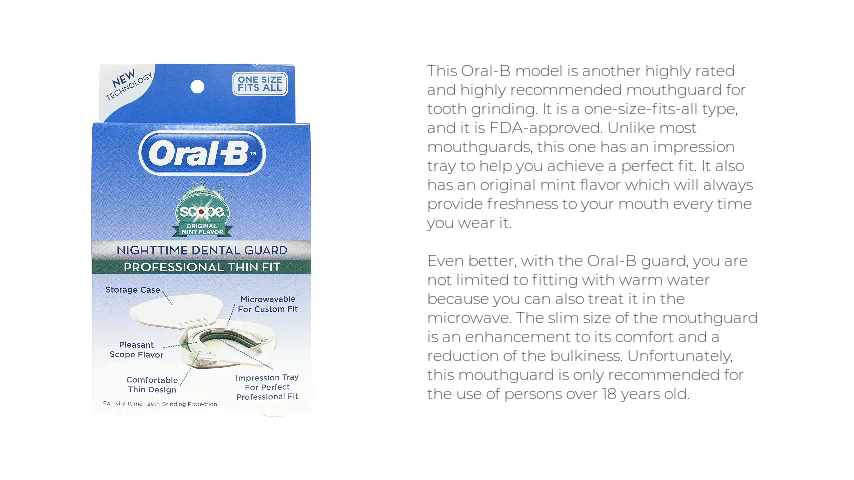 NEW
TECHNOLOGY
ONE SIZE
FITS ALL
Oral-B
scope
ORIGINAL
MINT FLAVOR
NIGHTTIME DENTAL GUARD
PROFESSIONAL THIN FIT
Storage Case
Microwavable
For Custom Fit
Pleasant
Scope Flavor
Comfortable
Thin Design
Impression Tray
For Perfect
Professional Fit
For Nighttime Teeth Grinding Protection
This Oral-B model is another highly rated
and highly recommended mouthguard for
tooth grinding. It is a one-size-fits-all type,
and it is FDA-approved. Unlike most
mouthguards, this one has an impression
tray to help you achieve a perfect fit. It also
has an original mint flavor which will always
provide freshness to your mouth every time
you wear it.
Even better, with the Oral-B guard, you are
not limited to fitting with warm water
because you can also treat it in the
microwave. The slim size of the mouthguard
is an enhancement to its comfort and a
reduction of the bulkiness. Unfortunately,
this mouthguard is only recommended for
the use of persons over 18 years old.